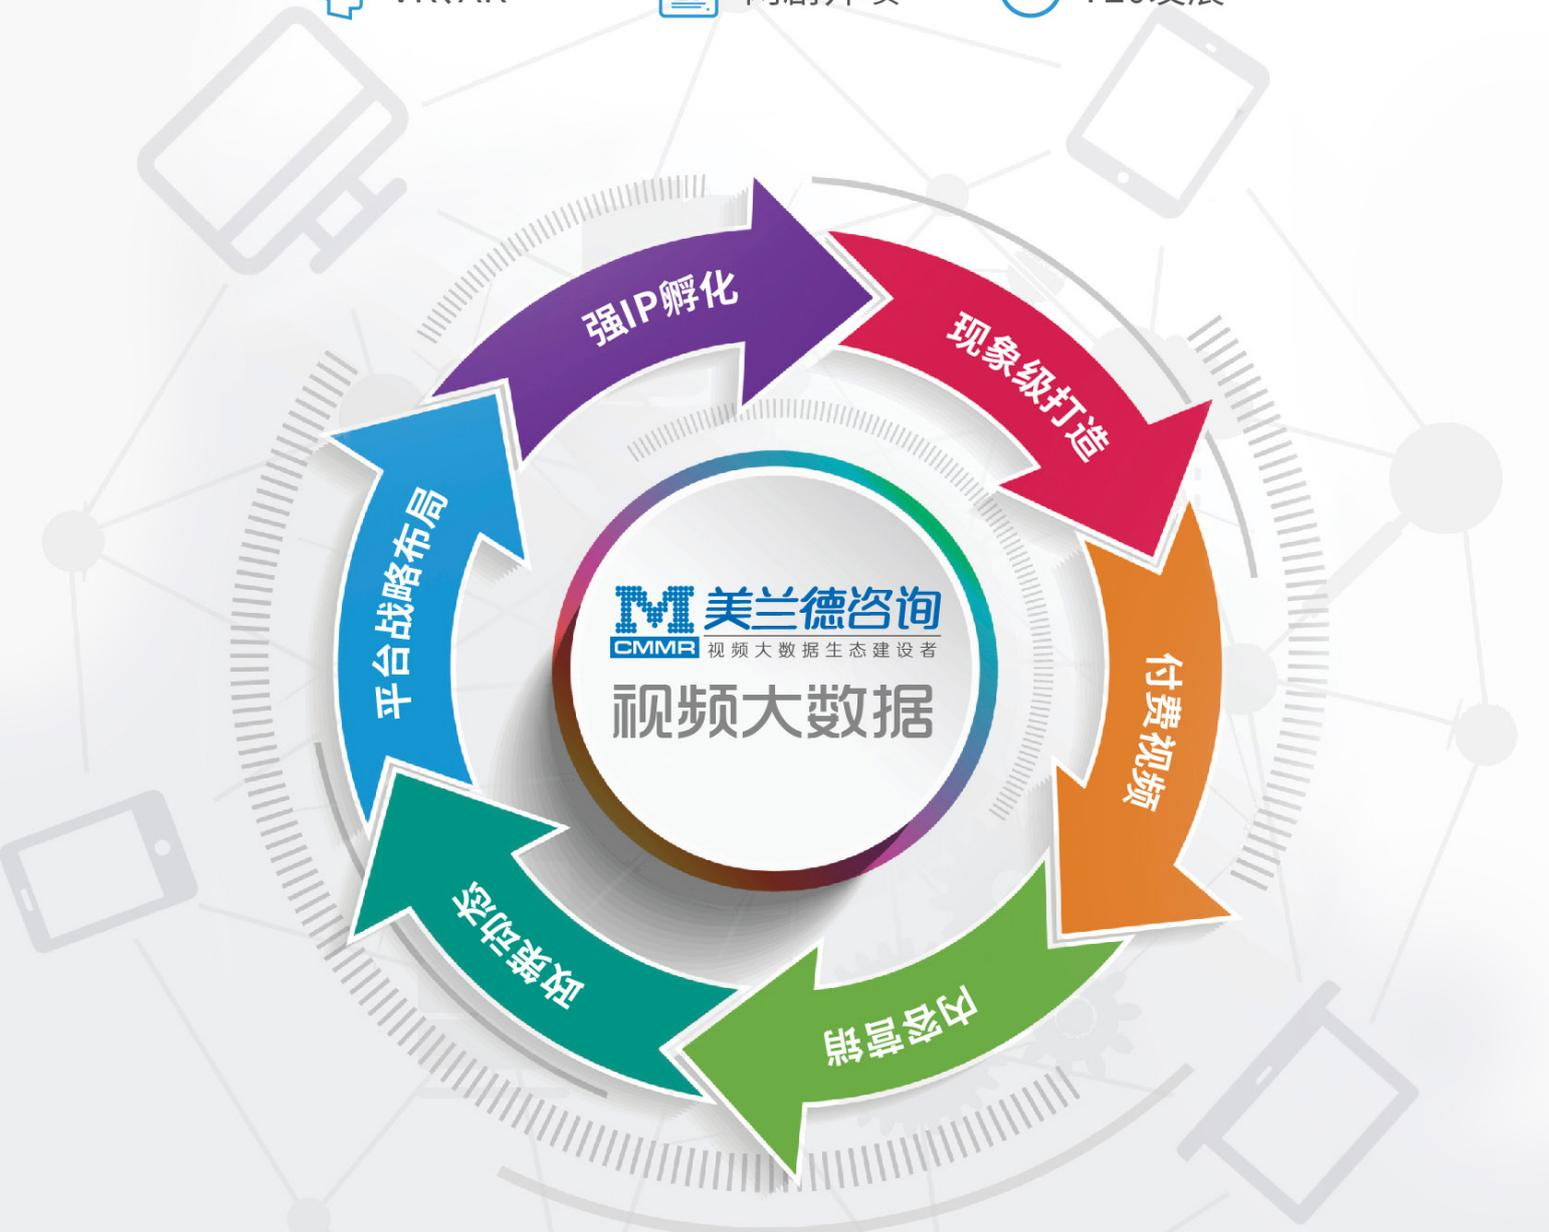 强IP孵化
现象级打造
付费视频
内容营销
政策动态
平台战略布局
M 美兰德咨询
CMMR 视频大数据生态建设者
视频大数据